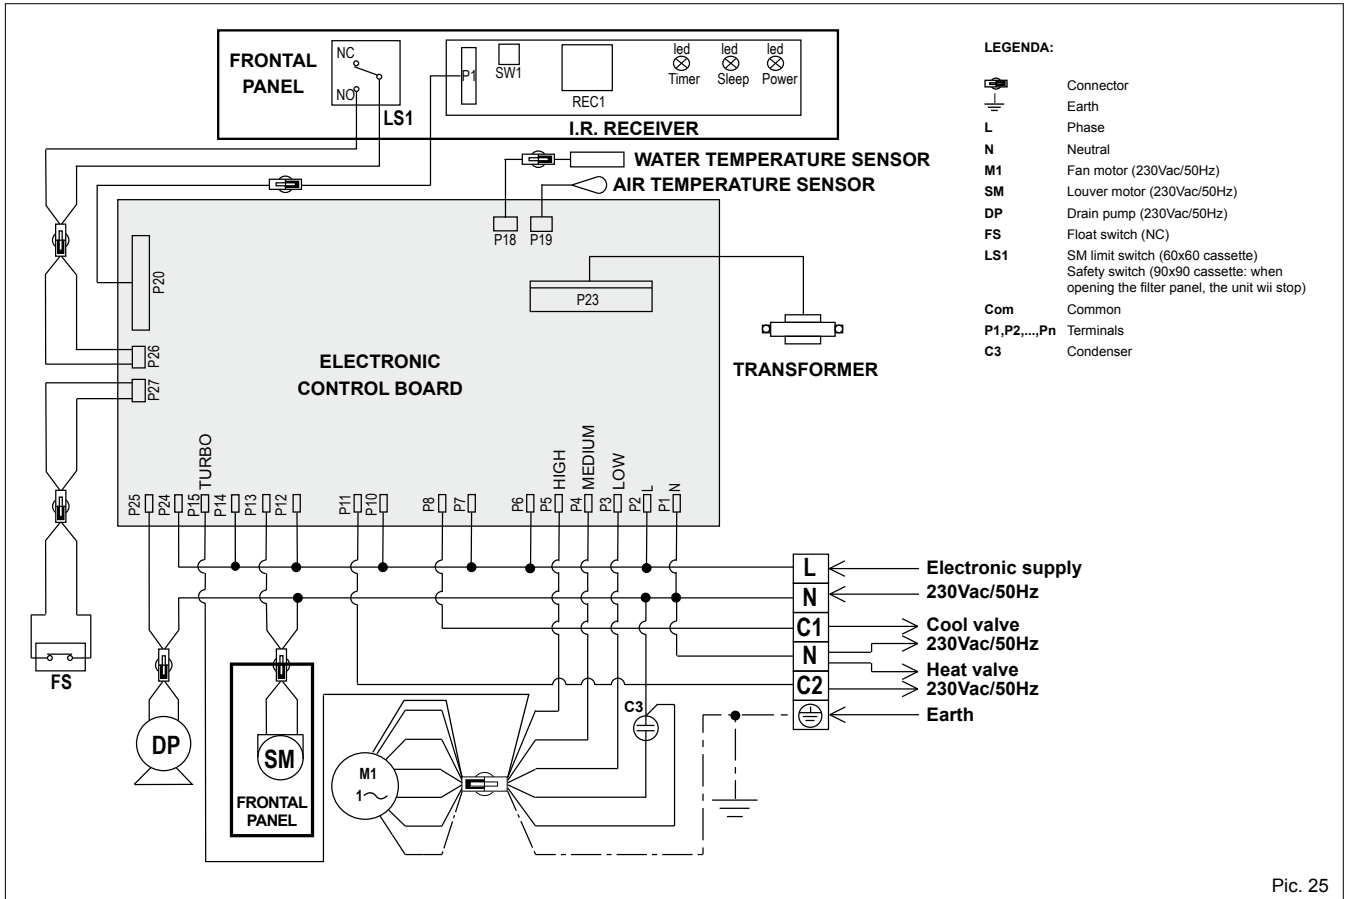 FRONTAL
PANEL
NC
NO
LS1
P1
SW1
REC1
led
Timer
led
Sleep
led
Power
I.R. RECEIVER
WATER TEMPERATURE SENSOR
AIR TEMPERATURE SENSOR
P18
P19
P20
P23
P26
P27
TRANSFORMER
ELECTRONIC
CONTROL BOARD
TURBO
HIGH
MEDIUM
LOW
L
N
P25
P24
P15
P14
P13
P12
P11
P10
P8
P7
P6
P5
P4
P3
P2
P1
L
N
C1
N
C2
Electronic supply
230Vac/50Hz
Cool valve
230Vac/50Hz
Heat valve
230Vac/50Hz
Earth
FS
DP
SM
FRONTAL
PANEL
M1
1
C3
LEGENDA:
Connector
Earth
L Phase
N Neutral
M1 Fan motor (230Vac/50Hz)
SM Louver motor (230Vac/50Hz)
DP Drain pump (230Vac/50Hz)
FS Float switch (NC)
LS1 SM limit switch (60x60 cassette)
Safety switch (90x90 cassette: when
opening the filter panel, the unit wii stop)
Com Common
P1,P2,...,Pn Terminals
C3 Condenser
Pic. 25